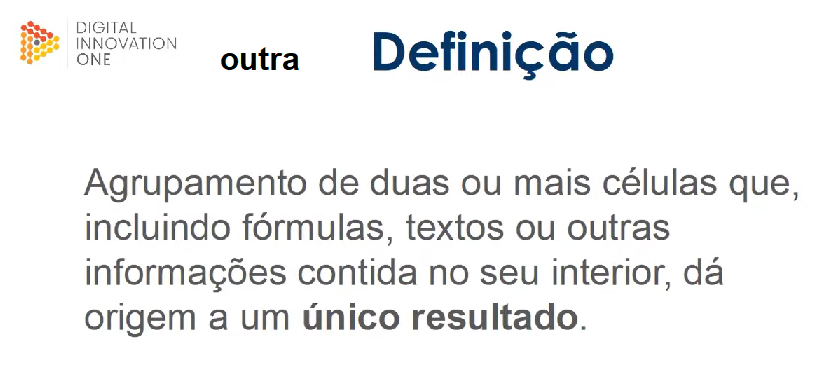 DIGITAL
INNOVATION
ONE
outra Definição
Agrupamento de duas ou mais células que,
incluindo fórmulas, textos ou outras
informações contida no seu interior, dá
origem a um único resultado.